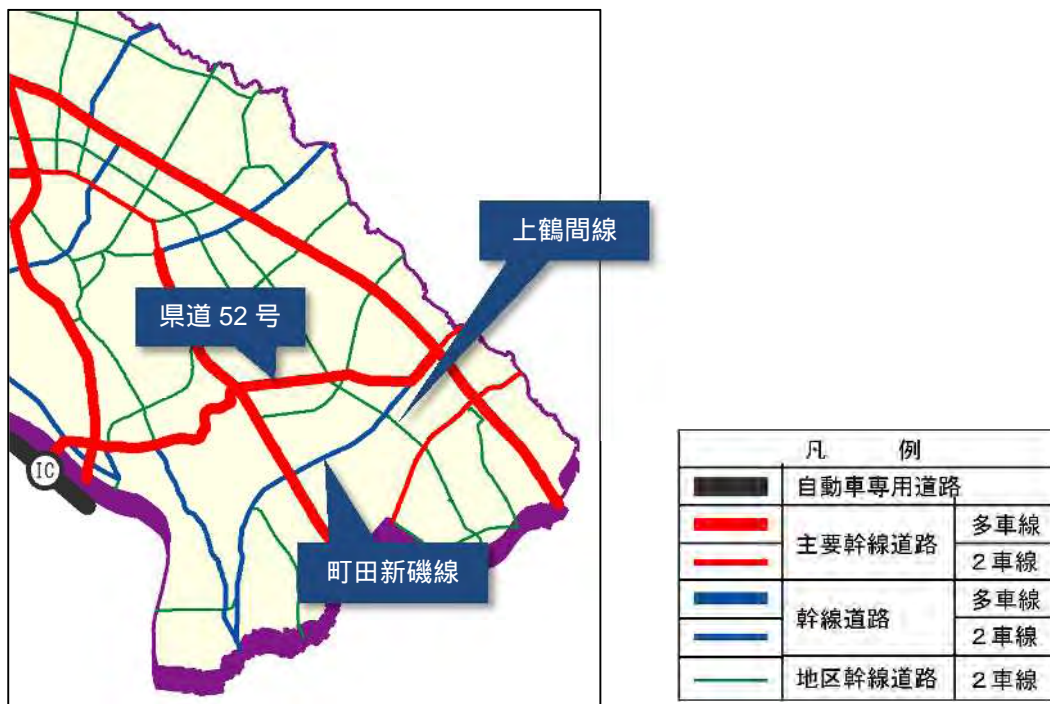 上鶴間線
県道 52 号
IC
町田新磯線
凡 例
自動車専用道路
主要幹線道路
多車線
2車線
幹線道路
多車線
2車線
地区幹線道路
2車線